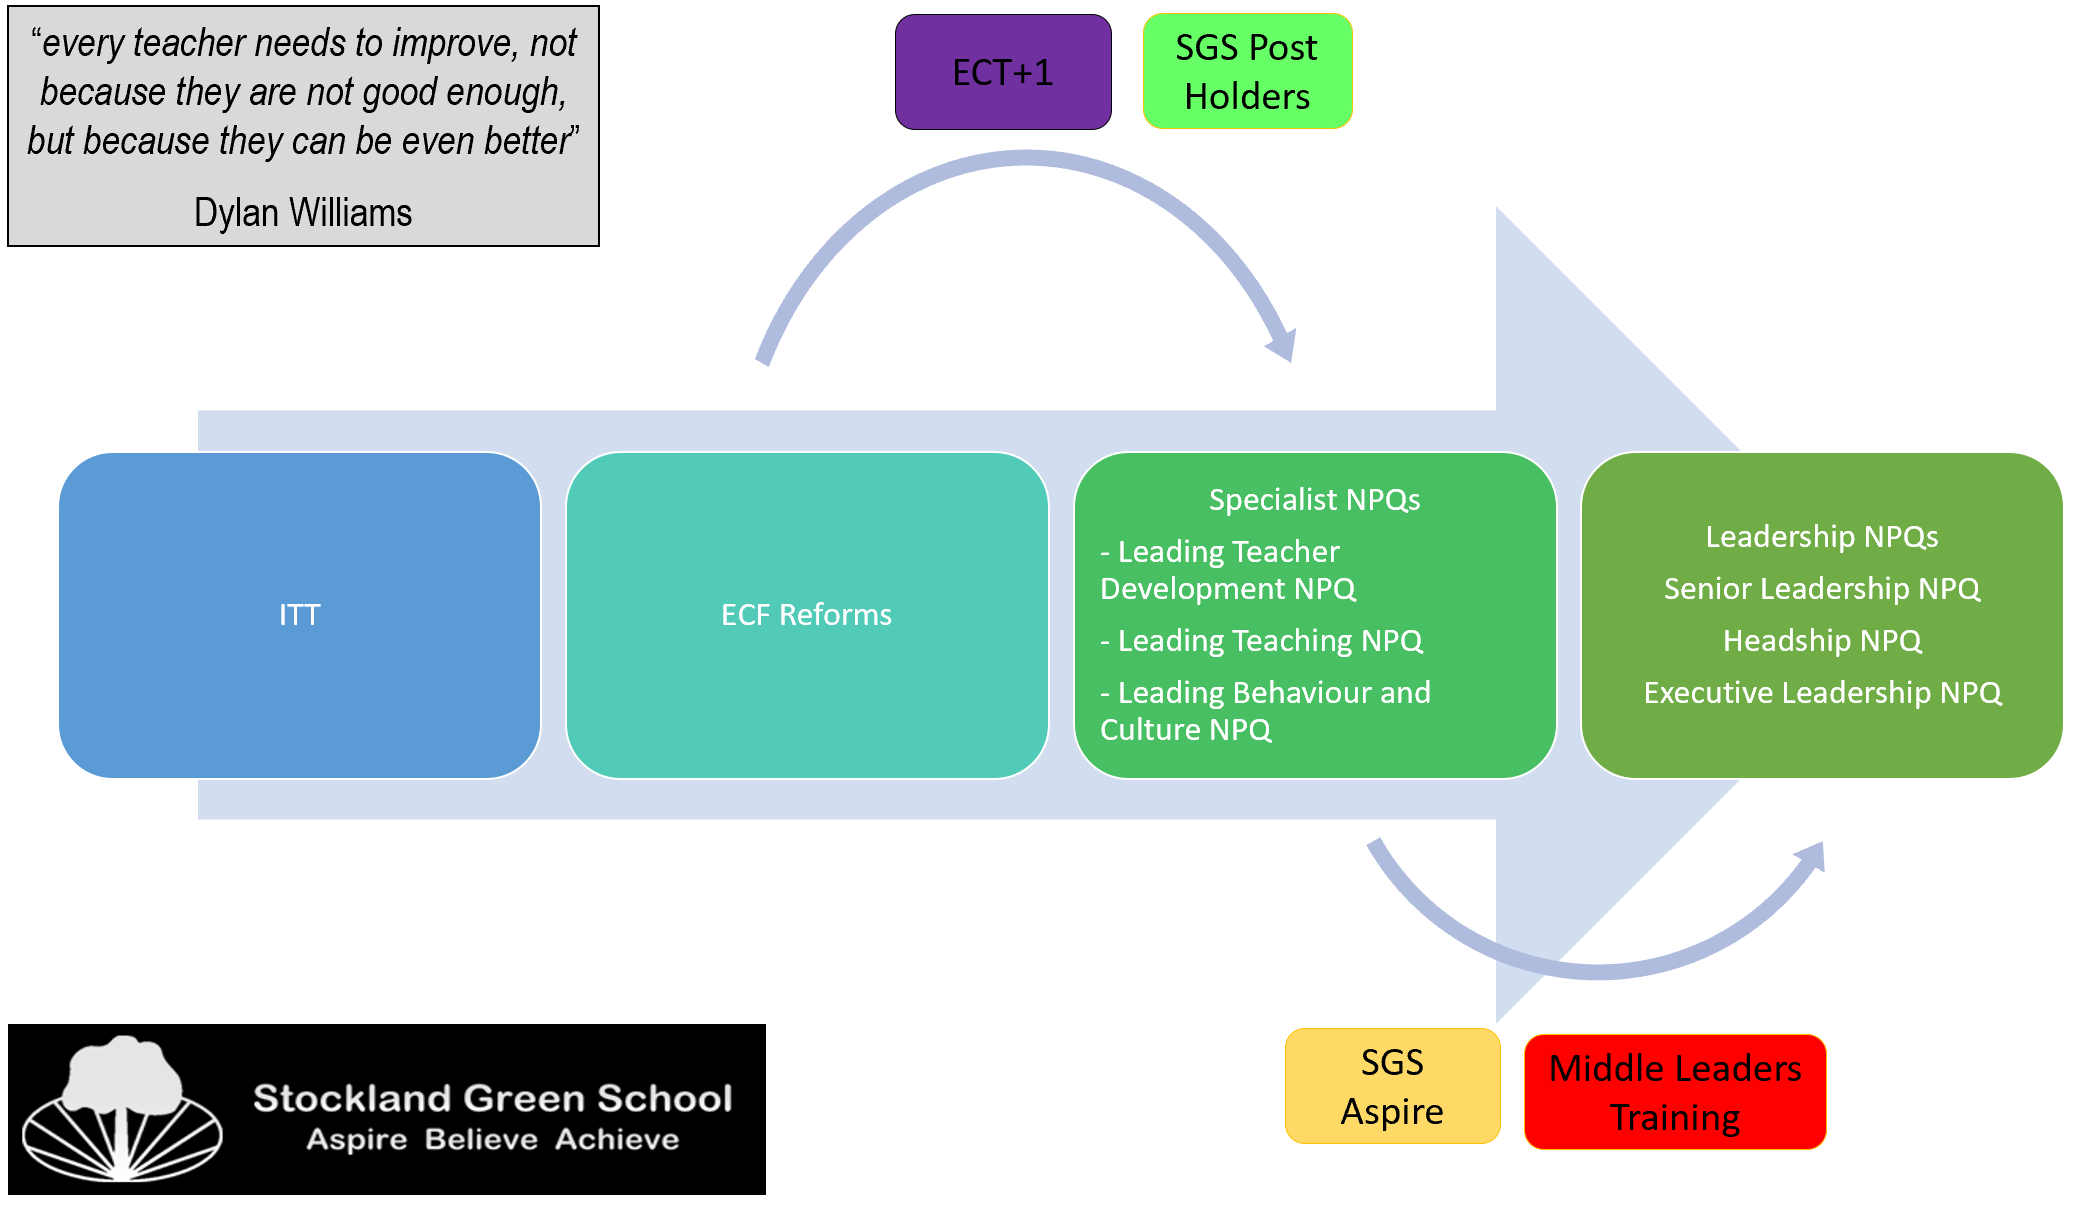 “every teacher needs to improve, not
because they are not good enough,
but because they can be even better”
Dylan Williams
ECT+1
SGS Post
Holders
ITT
ECF Reforms
Specialist NPQs
- Leading Teacher
Development NPQ
- Leading Teaching NPQ
- Leading Behaviour and
Culture NPQ
Leadership NPQs
Senior Leadership NPQ
Headship NPQ
Executive Leadership NPQ
SGS
Aspire
Middle Leaders
Training
Stockland Green School
Aspire Believe Achieve